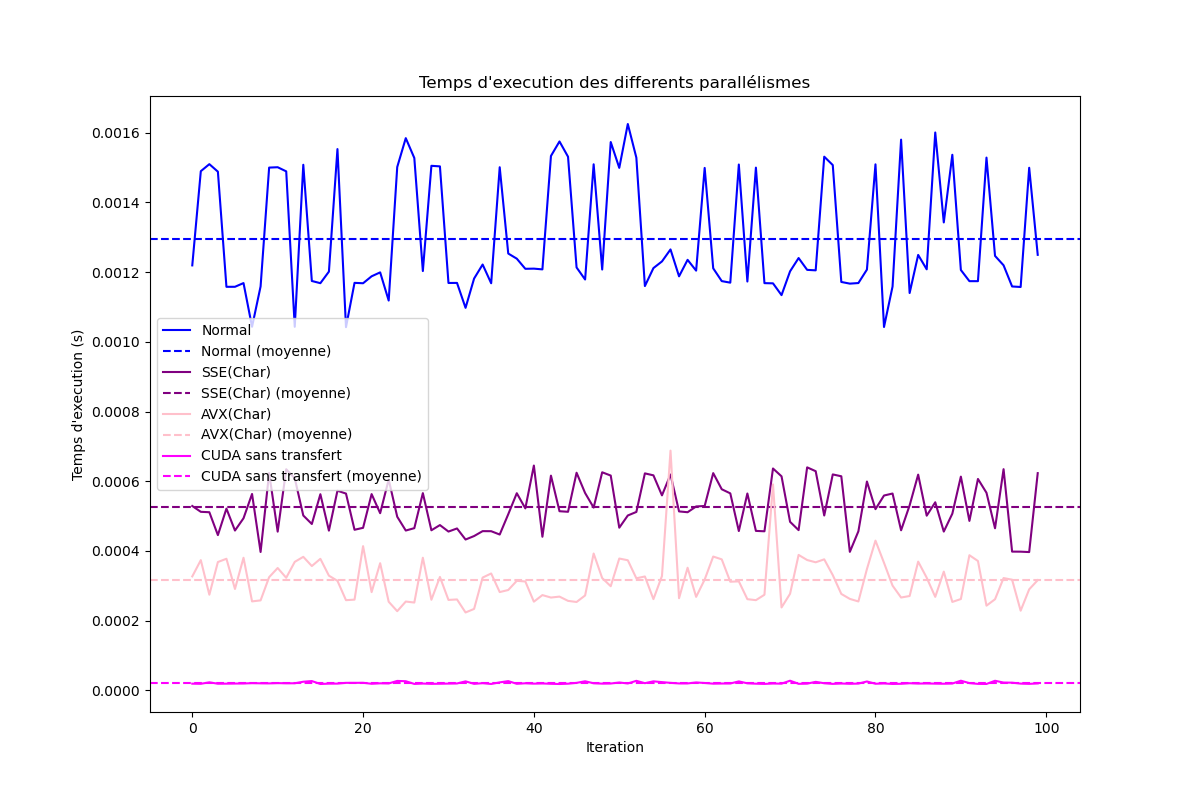 Temps d'execution des differents parallélismes
0.0016
0.0014
0.0012
0.0010
0.0008
0.0006
0.0004
0.0002
0.0000
Temps d'execution (s)
Normal
Normal (moyenne)
SSE(Char)
SSE(Char) (moyenne)
AVX(Char)
AVX(Char) (moyenne)
CUDA sans transfert
CUDA sans transfert (moyenne)
0 20 40 60 80 100
Iteration